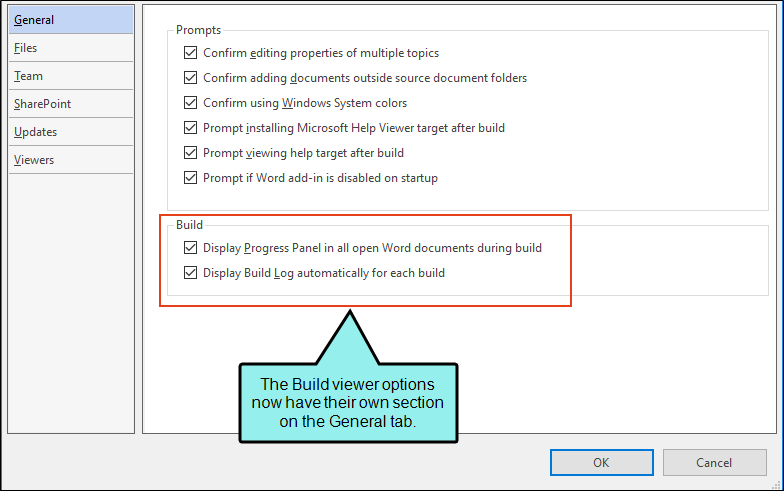 General
Files
Team
SharePoint
Updates
Viewers
Prompts
Confirm editing properties of multiple topics
Confirm adding documents outside source document folders
Confirm using Windows System colors
Prompt installing Microsoft Help Viewer target after build
Prompt viewing help target after build
Prompt if Word add-in is disabled on startup
Build
Display Progress Panel in all open Word documents during build
Display Build Log automatically for each build
The Build viewer options
now have their own section
on the General tab.
OK
Cancel